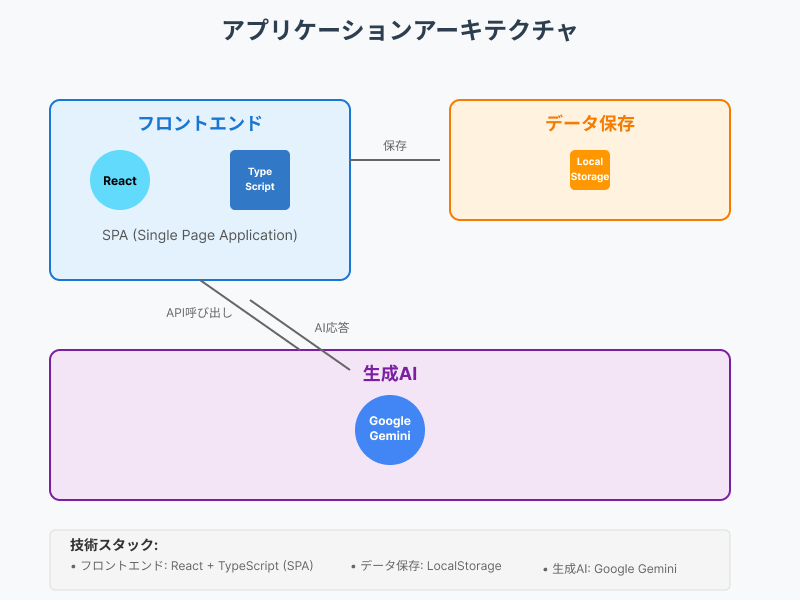 アプリケーションアーキテクチャ
フロントエンド
React
Type
Script
SPA (Single Page Application)
保存
データ保存
Local
Storage
API呼び出し
AI応答
生成AI
Google
Gemini
技術スタック:
• フロントエンド: React + TypeScript (SPA)
• データ保存: LocalStorage
• 生成AI: Google Gemini